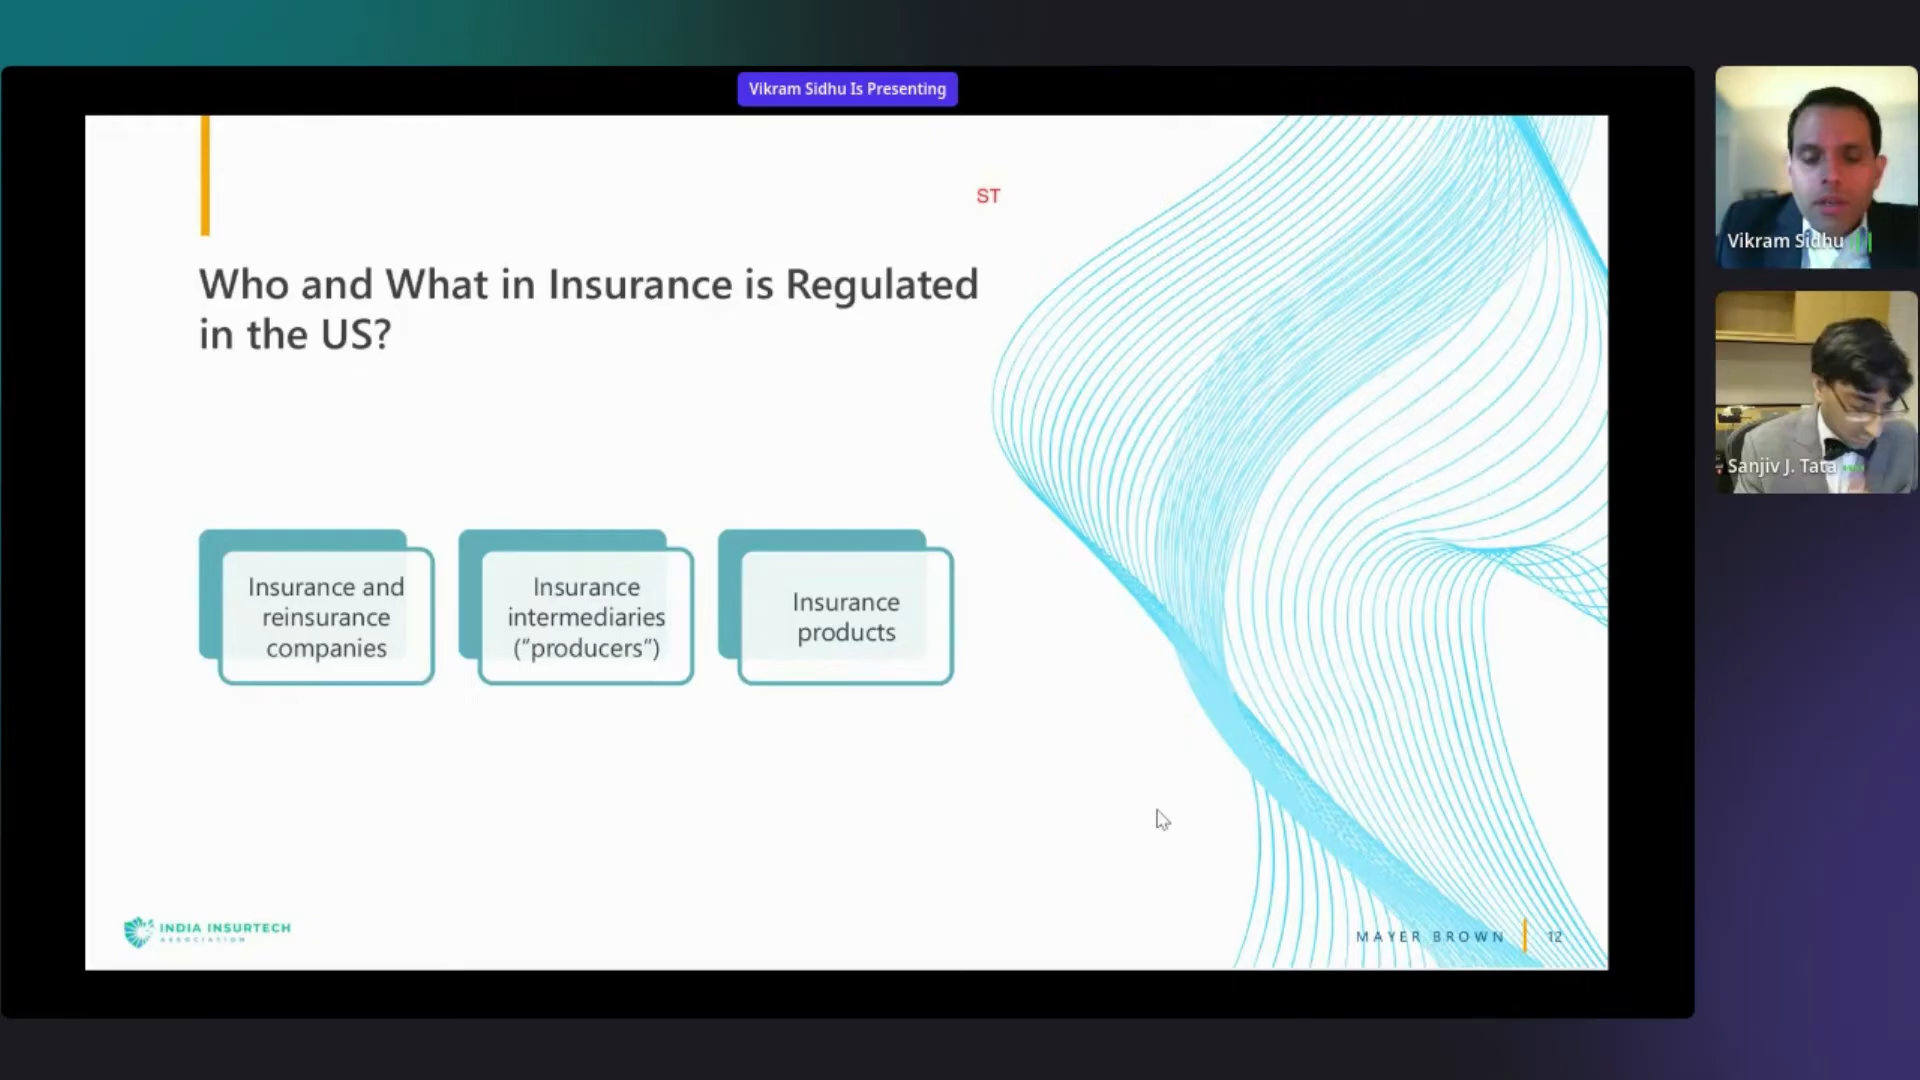 Vikram Sidhu Is Presenting
ST
Who and What in Insurance is Regulated
in the US?
Insurance and
reinsurance
companies
Insurance
intermediaries
("producers")
Insurance
products
INDIA INSURTECH
ASSOCIATION
MAYER BROWN
12
Vikram Sidhu
Sanjiv J. Tata